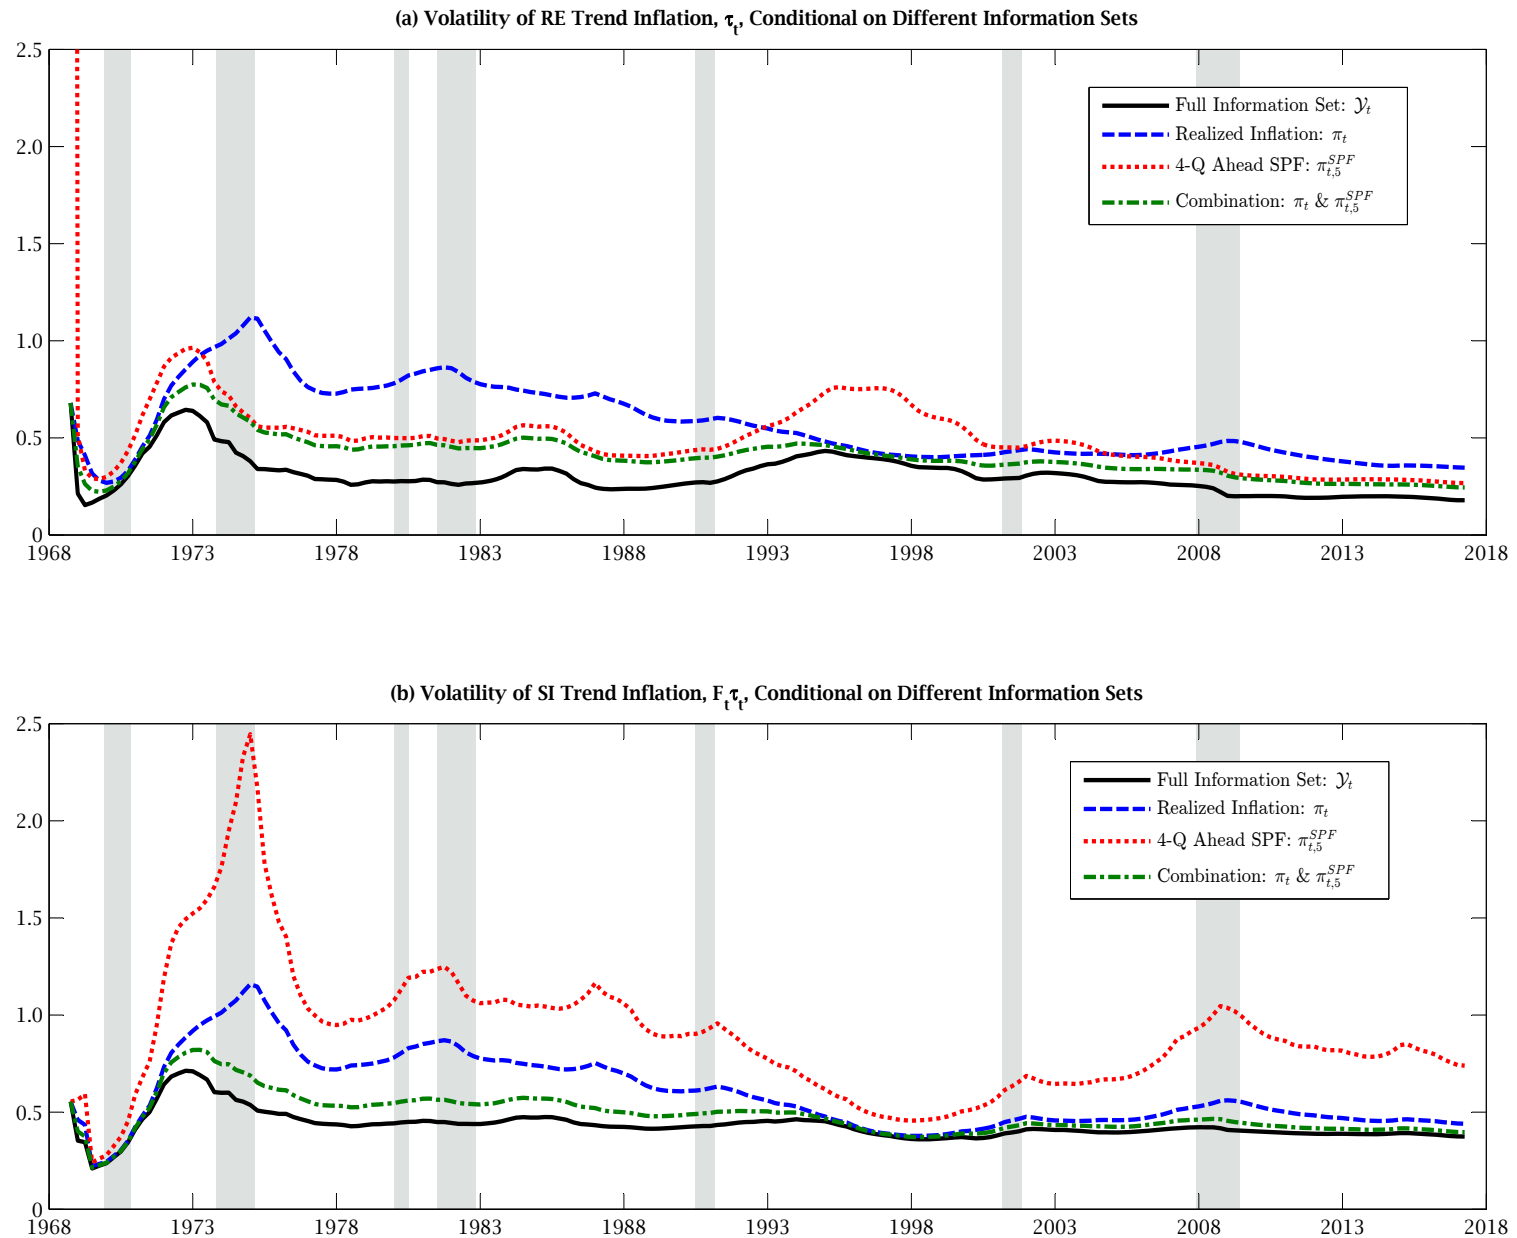 (a) Volatility of RE Trend Inflation, τt, Conditional on Different Information Sets
2.5
2.0
1.5
1.0
0.5
0
Full Information Set: 𝒴t
Realized Inflation: πt
4-Q Ahead SPF: π^{SPF}_{t,5}
Combination: πt & π^{SPF}_{t,5}
1968 1973 1978 1983 1988 1993 1998 2003 2008 2013 2018
(b) Volatility of SI Trend Inflation, Ftτt, Conditional on Different Information Sets
2.5
2.0
1.5
1.0
0.5
0
Full Information Set: 𝒴t
Realized Inflation: πt
4-Q Ahead SPF: π^{SPF}_{t,5}
Combination: πt & π^{SPF}_{t,5}
1968 1973 1978 1983 1988 1993 1998 2003 2008 2013 2018